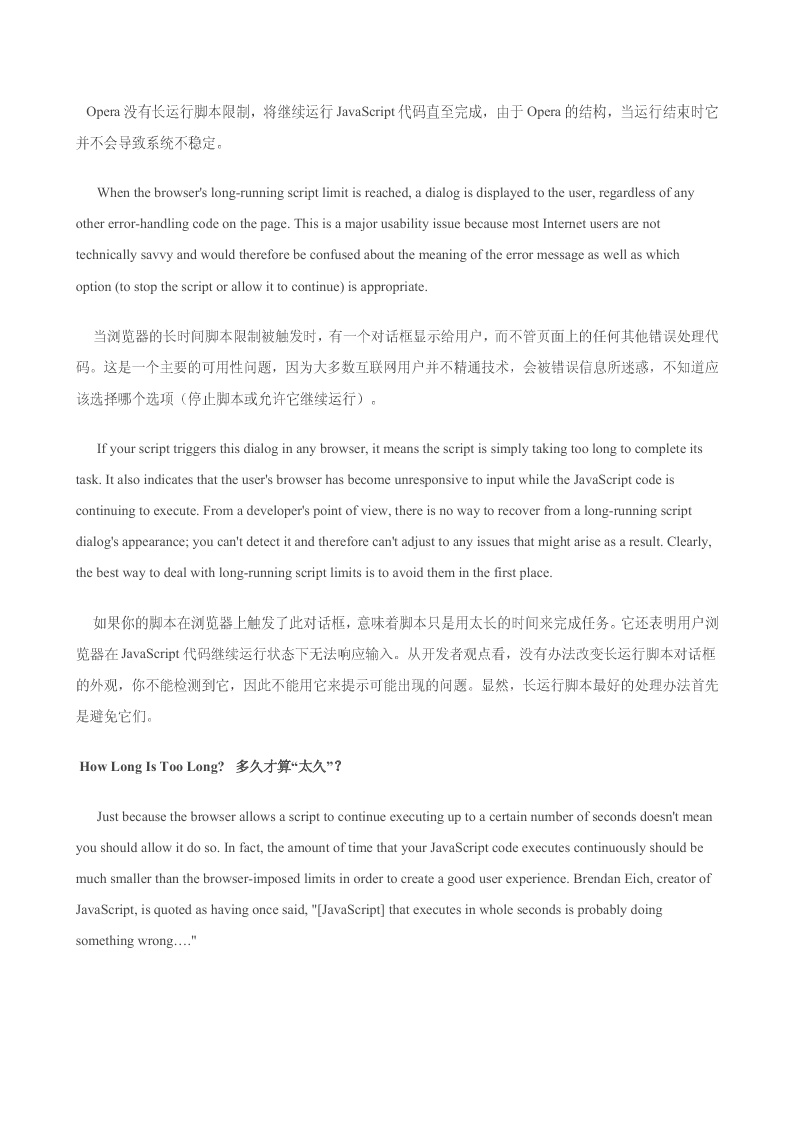 Opera 没有长运行脚本限制，将继续运行 JavaScript 代码直至完成，由于 Opera 的结构，当运行结束时它
并不会导致系统不稳定。
When the browser's long-running script limit is reached, a dialog is displayed to the user, regardless of any
other error-handling code on the page. This is a major usability issue because most Internet users are not
technically savvy and would therefore be confused about the meaning of the error message as well as which
option (to stop the script or allow it to continue) is appropriate.
当浏览器的长时间脚本限制被触发时，有一个对话框显示给用户，而不管页面上的任何其他错误处理代
码。这是一个主要的可用性问题，因为大多数互联网用户并不精通技术，会被错误信息所迷惑，不知道应
该选择哪个选项（停止脚本或允许它继续运行）。
If your script triggers this dialog in any browser, it means the script is simply taking too long to complete its
task. It also indicates that the user's browser has become unresponsive to input while the JavaScript code is
continuing to execute. From a developer's point of view, there is no way to recover from a long-running script
dialog's appearance; you can't detect it and therefore can't adjust to any issues that might arise as a result. Clearly,
the best way to deal with long-running script limits is to avoid them in the first place.
如果你的脚本在浏览器上触发了此对话框，意味着脚本只是用太长的时间来完成任务。它还表明用户浏
览器在 JavaScript 代码继续运行状态下无法响应输入。从开发者观点看，没有办法改变长运行脚本对话框
的外观，你不能检测到它，因此不能用它来提示可能出现的问题。显然，长运行脚本最好的处理办法首先
是避免它们。
How Long Is Too Long?   多久才算“太久”？
Just because the browser allows a script to continue executing up to a certain number of seconds doesn't mean
you should allow it do so. In fact, the amount of time that your JavaScript code executes continuously should be
much smaller than the browser-imposed limits in order to create a good user experience. Brendan Eich, creator of
JavaScript, is quoted as having once said, "[JavaScript] that executes in whole seconds is probably doing
something wrong…."